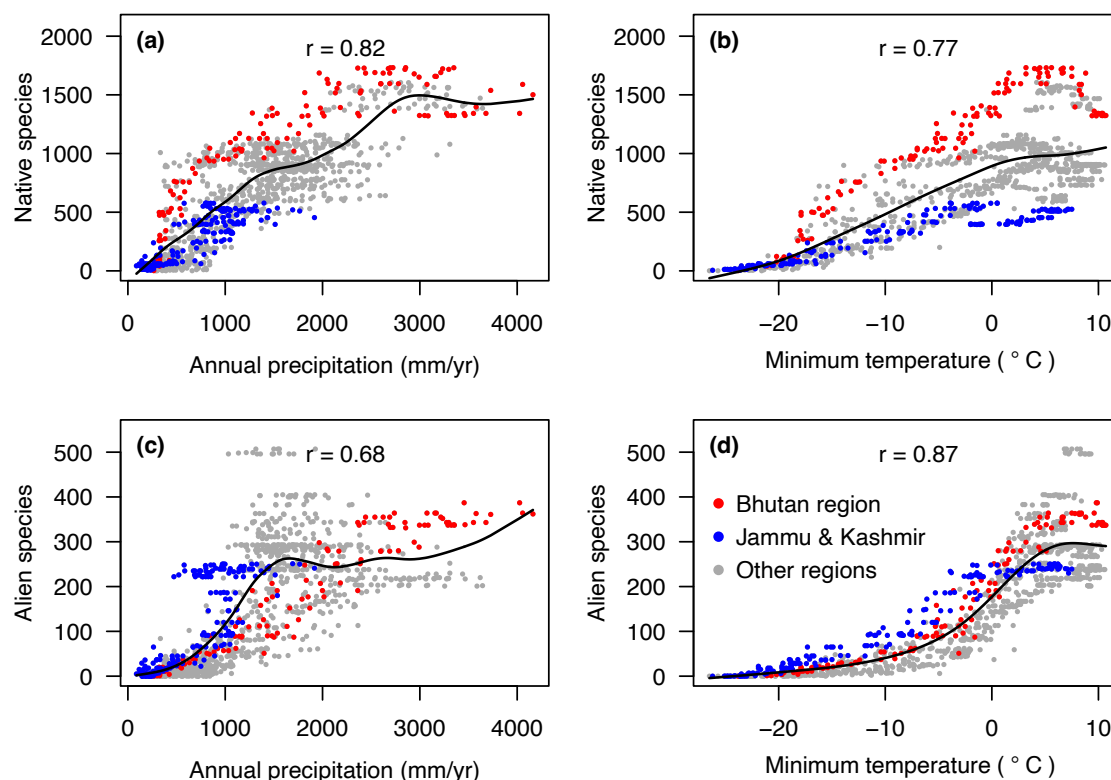 (a)
r = 0.82
Native species
2000
1500
1000
500
0
0 1000 2000 3000 4000
Annual precipitation (mm/yr)
(b)
r = 0.77
Native species
2000
1500
1000
500
0
−20 −10 0 10
Minimum temperature ( ° C )
(c)
r = 0.68
Alien species
500
400
300
200
100
0
0 1000 2000 3000 4000
Annual precipitation (mm/yr)
(d)
r = 0.87
Alien species
500
400
300
200
100
0
Bhutan region
Jammu & Kashmir
Other regions
−20 −10 0 10
Minimum temperature ( ° C )